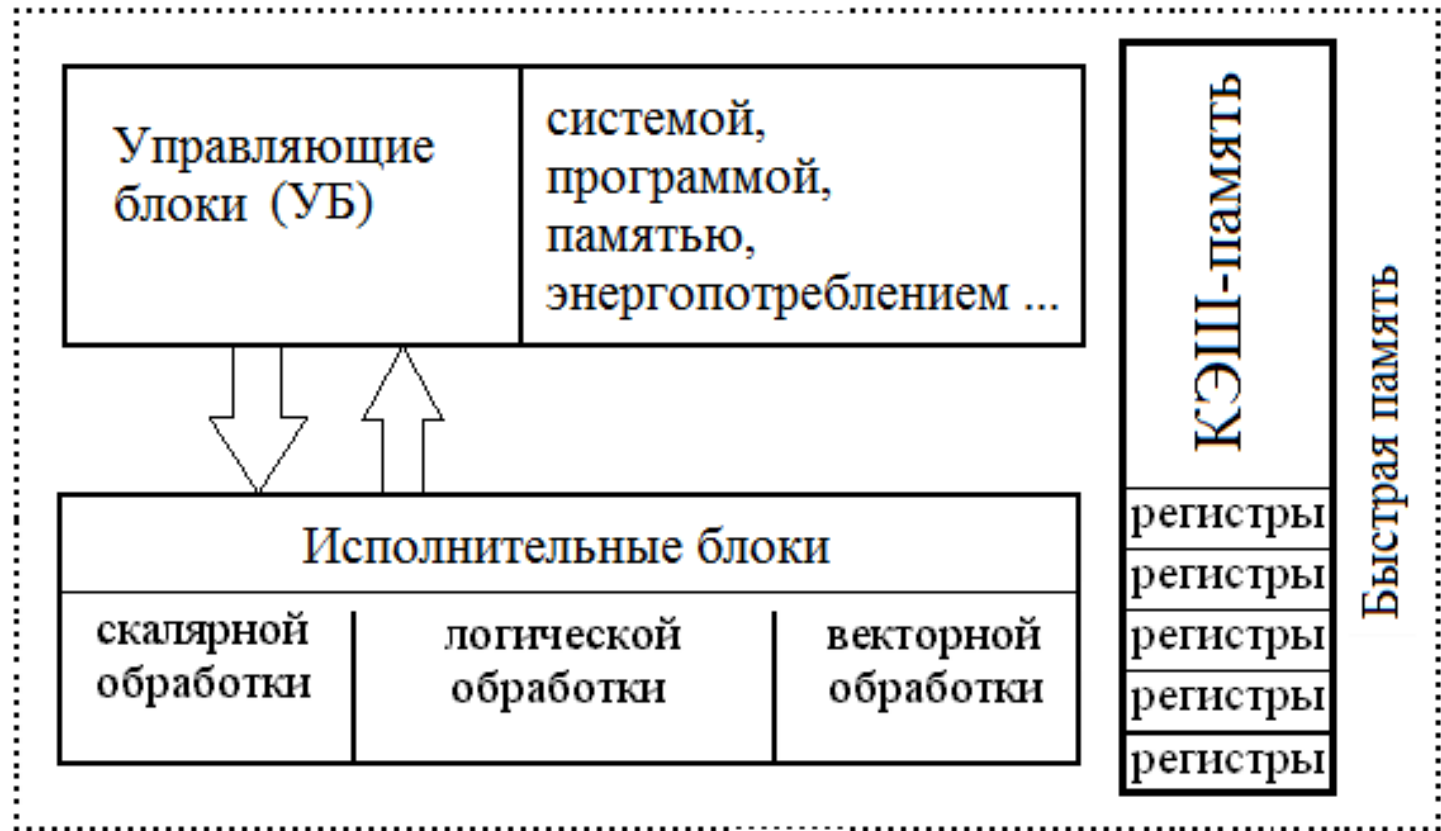 Управляющие
блоки (УБ)
системой,
программой,
памятью,
энергопотреблением ...
Исполнительные блоки
скалярной
обработки
логической
обработки
векторной
обработки
КЭШ-память
регистры
регистры
регистры
регистры
регистры
Быстрая память